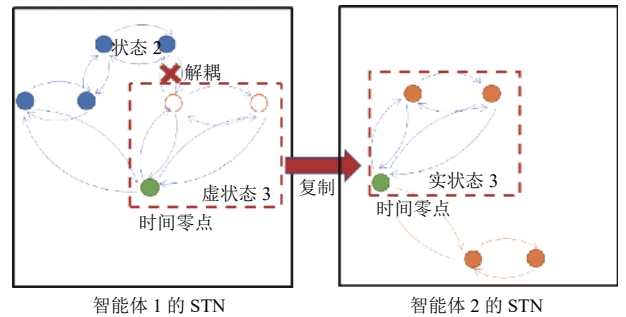 状态 2
解耦
虚状态 3
时间零点
复制
实状态 3
时间零点
智能体 1 的 STN
智能体 2 的 STN